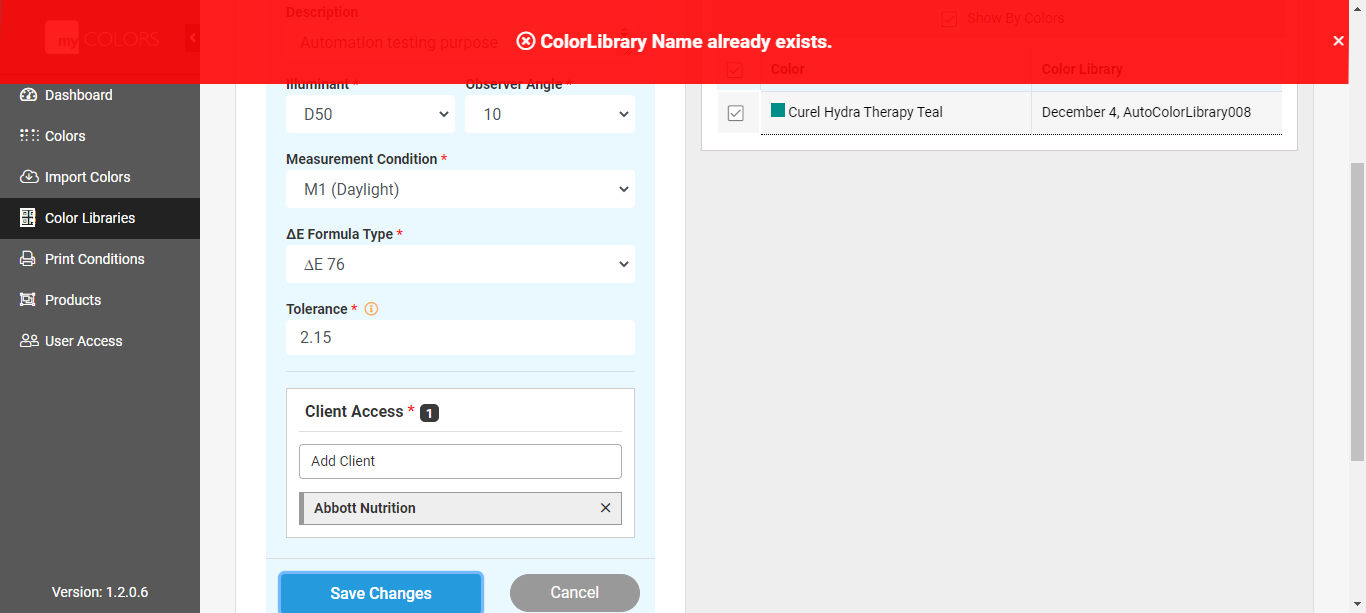 myCOLORS
Dashboard
Colors
Import Colors
Color Libraries
Print Conditions
Products
User Access
Version: 1.2.0.6
ColorLibrary Name already exists.
Description
Automation testing purpose
Illuminant *
Observer Angle *
D50
10
Measurement Condition *
M1 (Daylight)
ΔE Formula Type *
ΔE 76
Tolerance *
2.15
Client Access * 1
Add Client
Abbott Nutrition
Save Changes
Cancel
Show By Colors
Color
Color Library
Curel Hydra Therapy Teal
December 4, AutoColorLibrary008